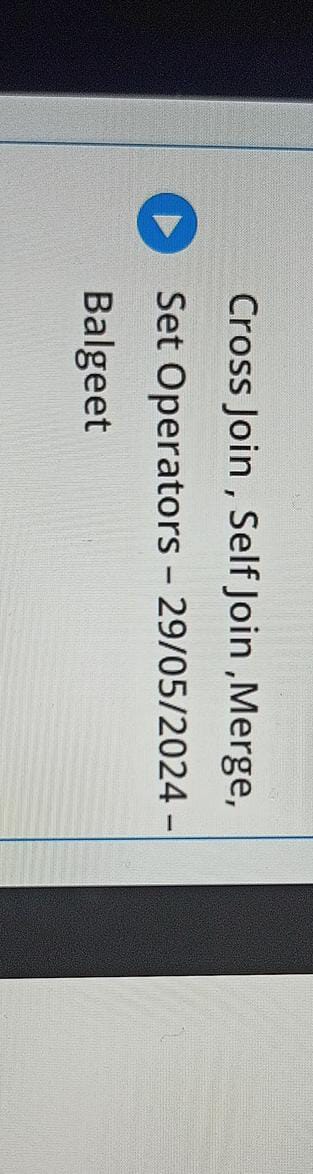 Cross Join , Self Join ,Merge,
Set Operators – 29/05/2024 –
Balgeet